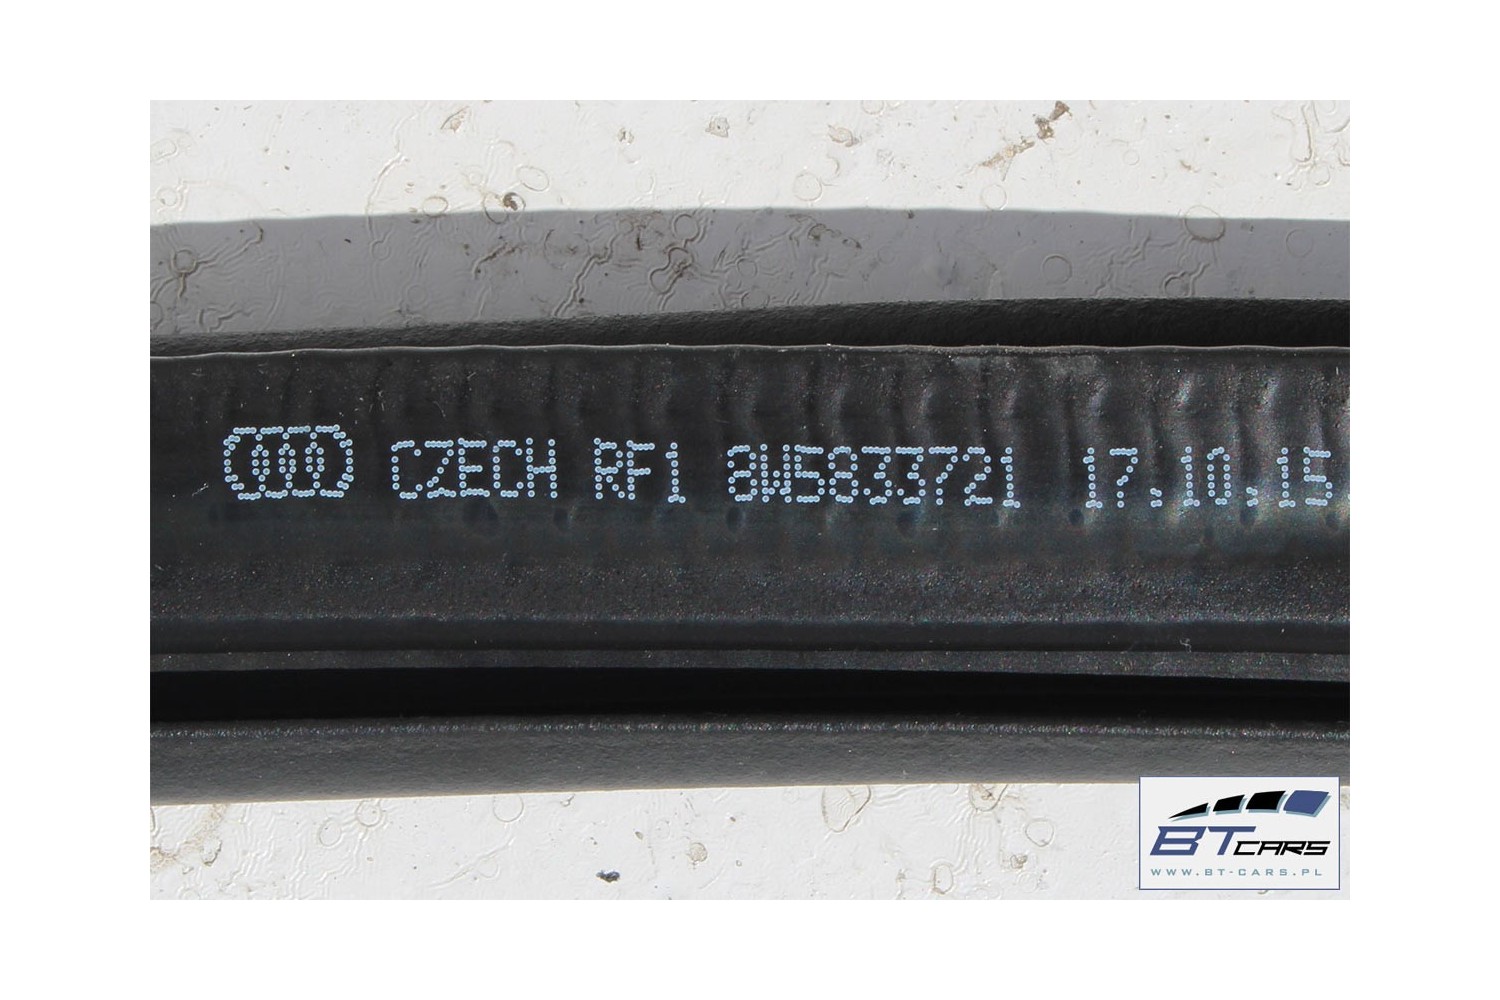 CZECH RF1 8W5833721 17.10.15
BTCARS
WWW.BT-CARS.PL